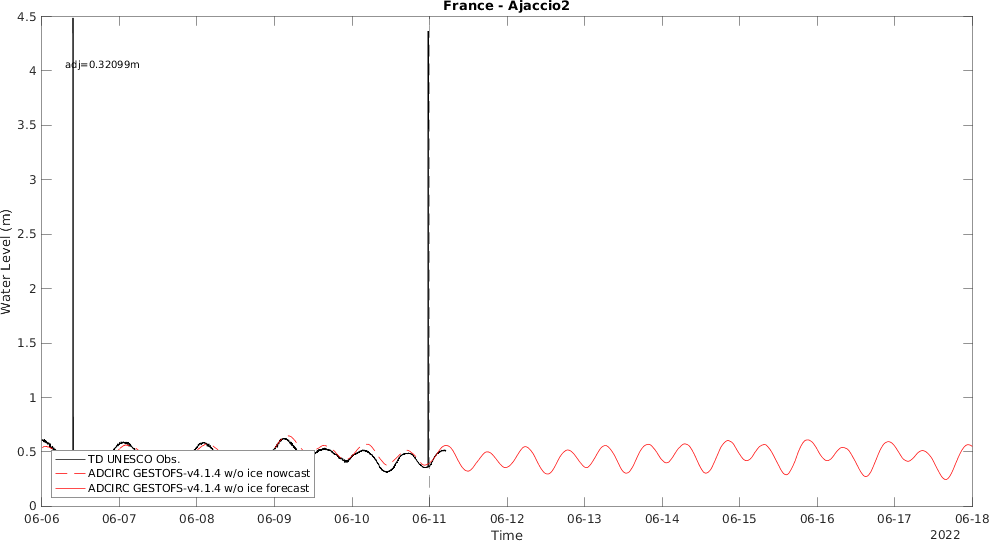 France - Ajaccio2
4.5
4
3.5
3
2.5
2
1.5
1
0.5
0
Water Level (m)
adj=0.32099m
TD UNESCO Obs.
ADCIRC GESTOFS-v4.1.4 w/o ice nowcast
ADCIRC GESTOFS-v4.1.4 w/o ice forecast
06-06 06-07 06-08 06-09 06-10 06-11 06-12 06-13 06-14 06-15 06-16 06-17 06-18
Time
2022